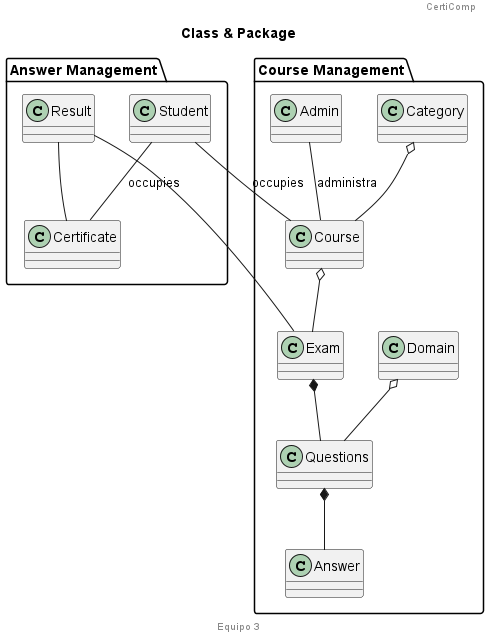 CertiComp
Class & Package
Answer Management
Course Management
C Result
C Student
C Admin
C Category
occupies
occupies
administra
C Certificate
C Course
C Exam
C Domain
C Questions
C Answer
Equipo 3